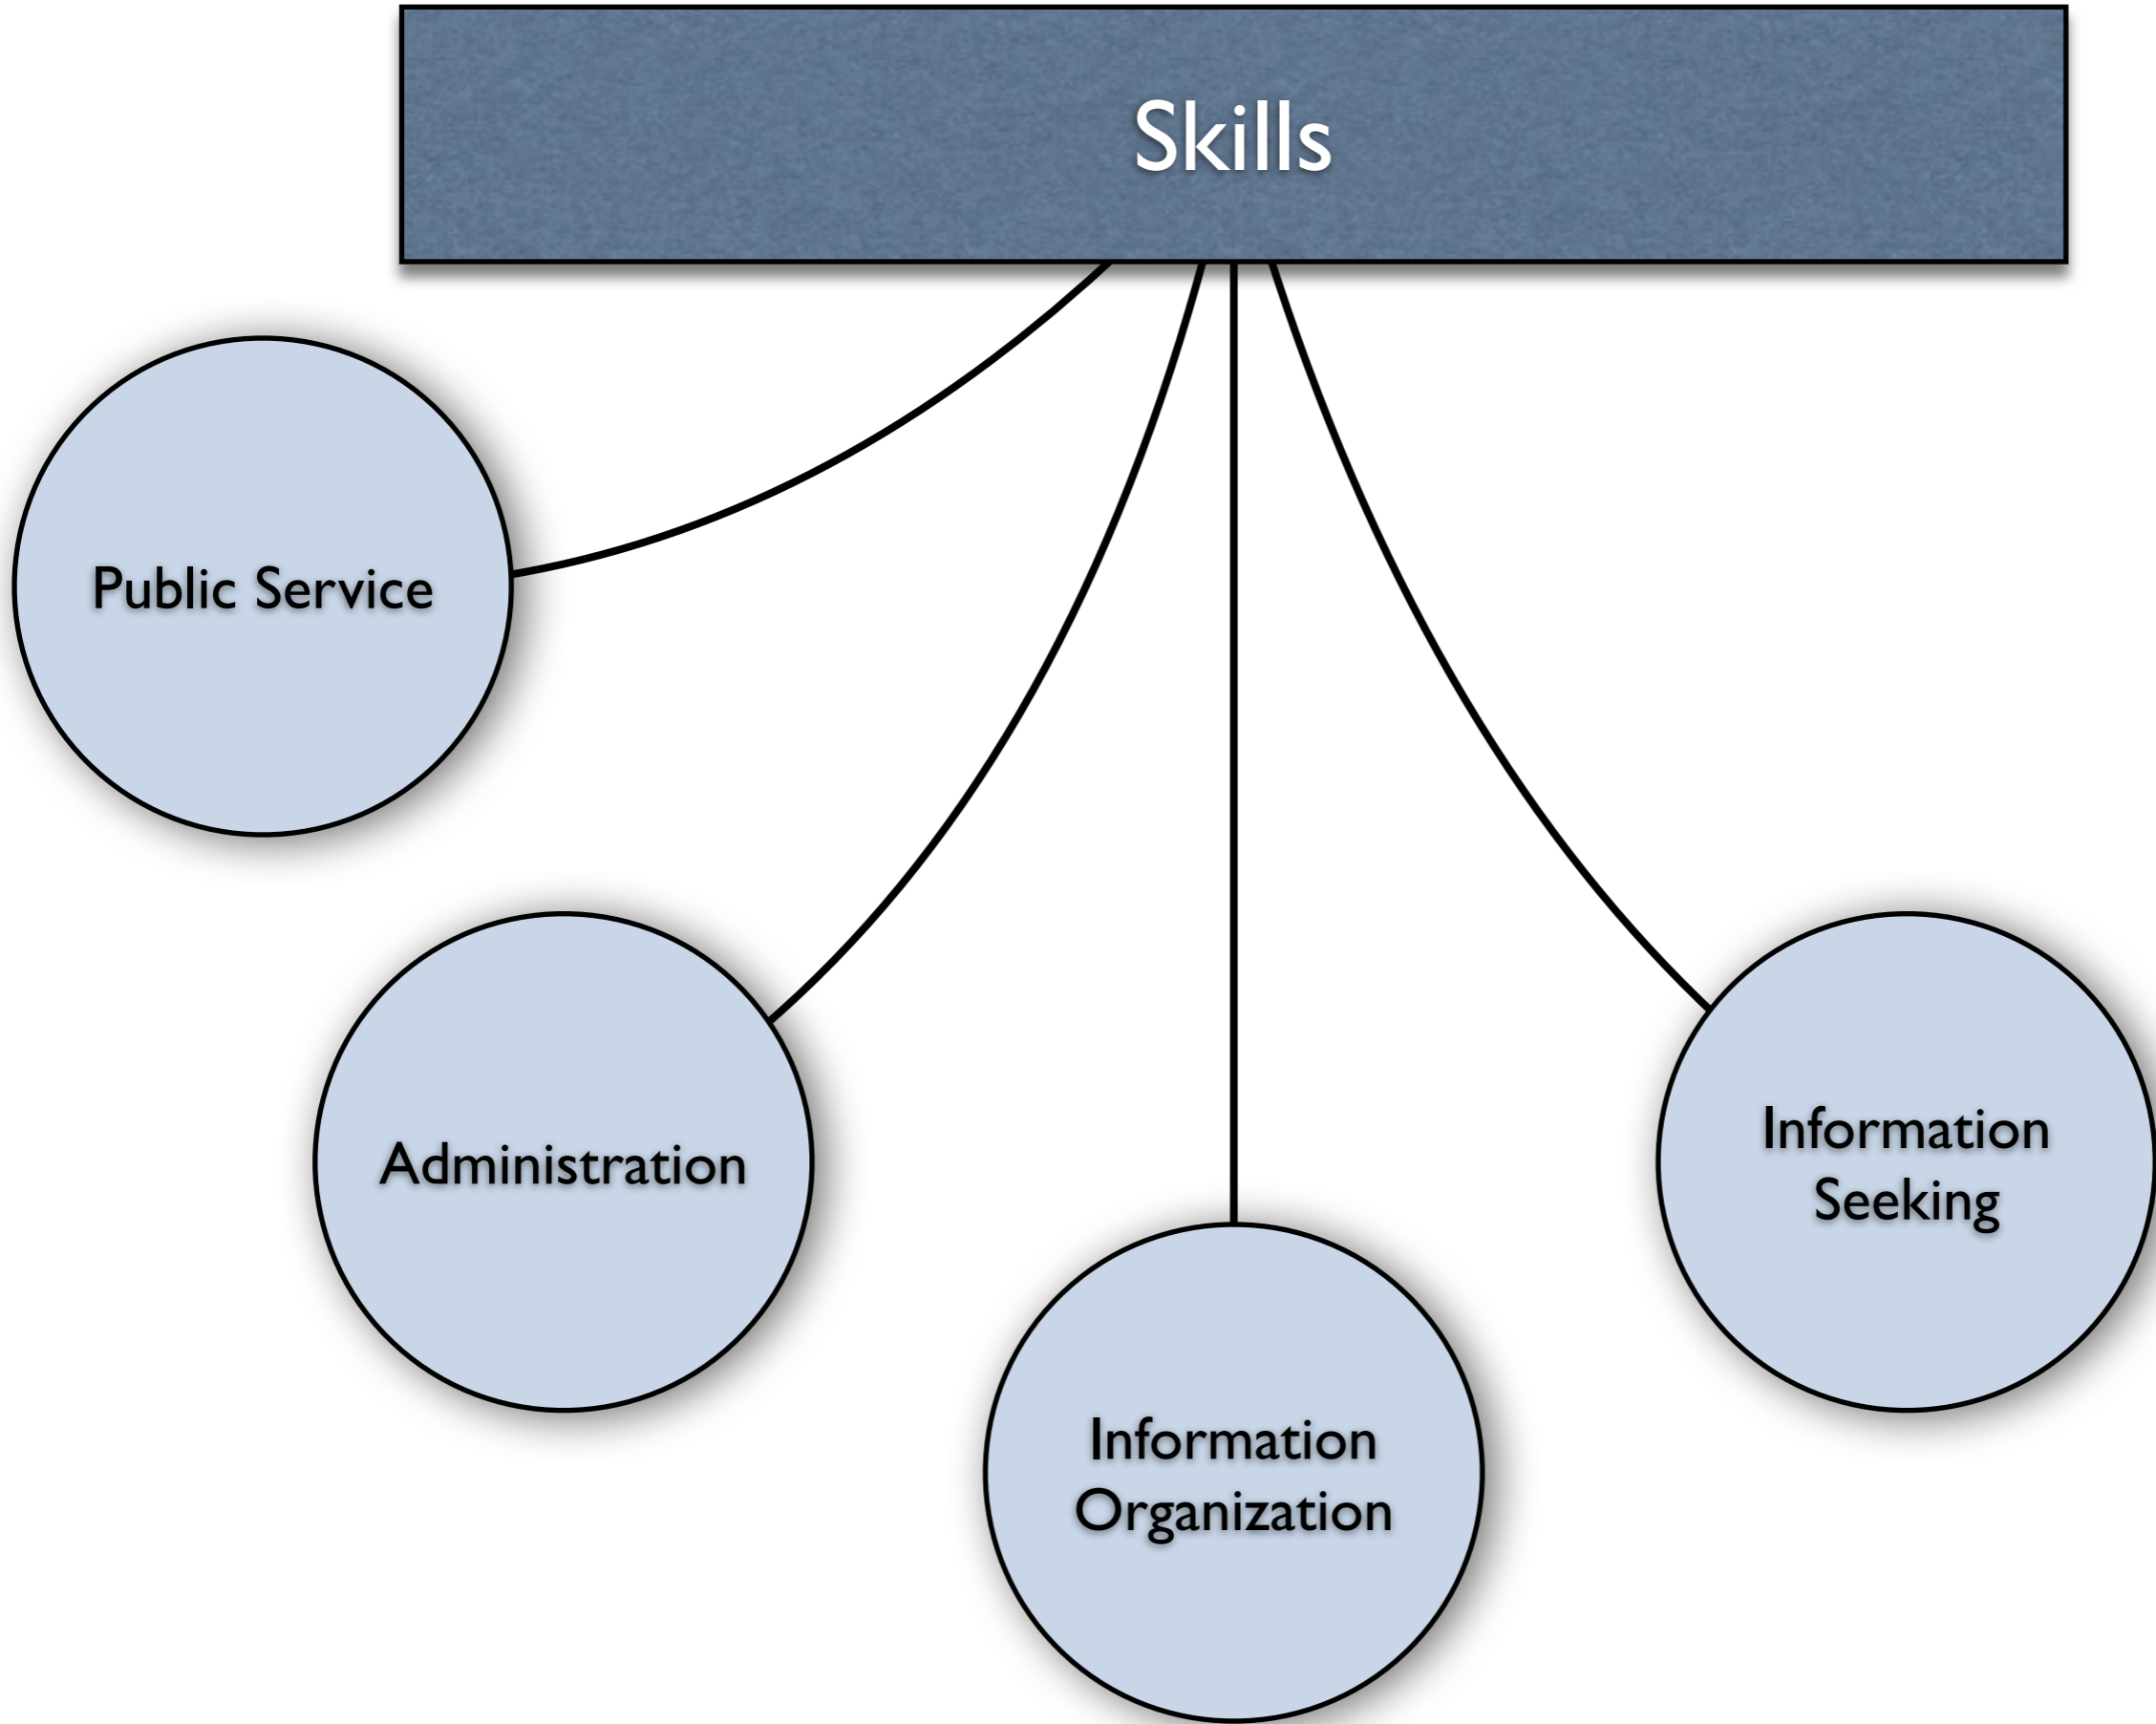 Skills
Public Service
Administration
Information
Organization
Information
Seeking